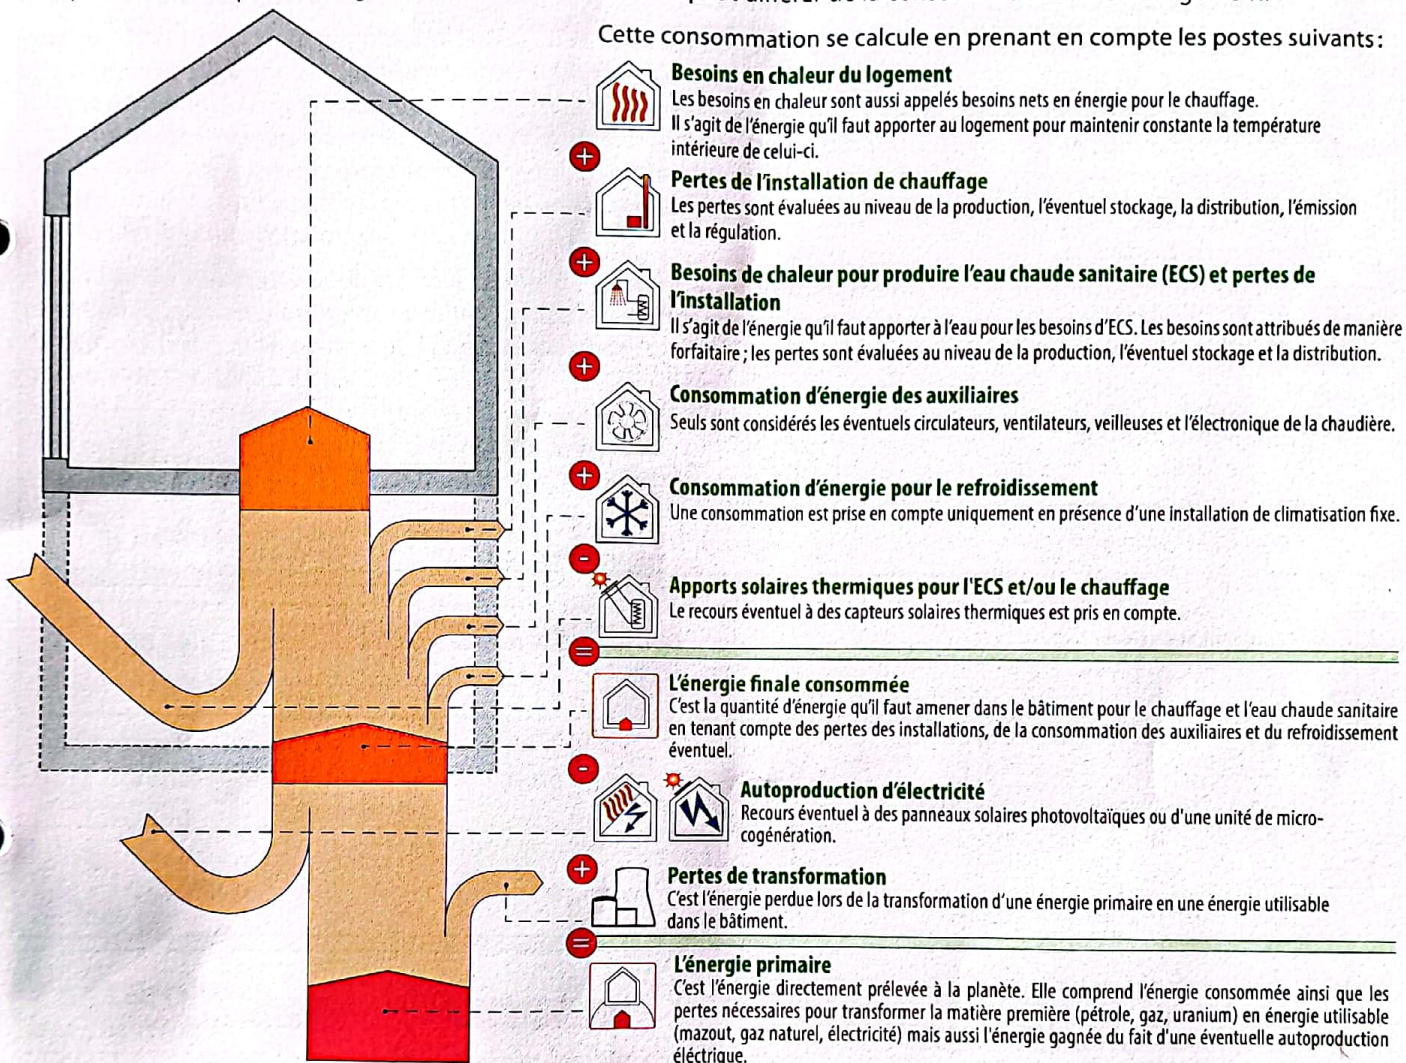 Cette consommation se calcule en prenant en compte les postes suivants :
Besoins en chaleur du logement
Les besoins en chaleur sont aussi appelés besoins nets en énergie pour le chauffage.
Il s'agit de l'énergie qu'il faut apporter au logement pour maintenir constante la température
intérieure de celui-ci.
+
Pertes de l'installation de chauffage
Les pertes sont évaluées au niveau de la production, l'éventuel stockage, la distribution, l'émission
et la régulation.
+
Besoins de chaleur pour produire l'eau chaude sanitaire (ECS) et pertes de
l'installation
Il s'agit de l'énergie qu'il faut apporter à l'eau pour les besoins d'ECS. Les besoins sont attribués de manière
forfaitaire ; les pertes sont évaluées au niveau de la production, l'éventuel stockage et la distribution.
+
Consommation d'énergie des auxiliaires
Seuls sont considérés les éventuels circulateurs, ventilateurs, veilleuses et l'électronique de la chaudière.
+
Consommation d'énergie pour le refroidissement
Une consommation est prise en compte uniquement en présence d'une installation de climatisation fixe.
-
Apports solaires thermiques pour l'ECS et/ou le chauffage
Le recours éventuel à des capteurs solaires thermiques est pris en compte.
=
L'énergie finale consommée
C'est la quantité d'énergie qu'il faut amener dans le bâtiment pour le chauffage et l'eau chaude sanitaire
en tenant compte des pertes des installations, de la consommation des auxiliaires et du refroidissement
éventuel.
-
Autoproduction d'électricité
Recours éventuel à des panneaux solaires photovoltaïques ou d'une unité de micro-
cogénération.
+
Pertes de transformation
C'est l'énergie perdue lors de la transformation d'une énergie primaire en une énergie utilisable
dans le bâtiment.
=
L'énergie primaire
C'est l'énergie directement prélevée à la planète. Elle comprend l'énergie consommée ainsi que les
pertes nécessaires pour transformer la matière première (pétrole, gaz, uranium) en énergie utilisable
(mazout, gaz naturel, électricité) mais aussi l'énergie gagnée du fait d'une éventuelle autoproduction
éléctrique.